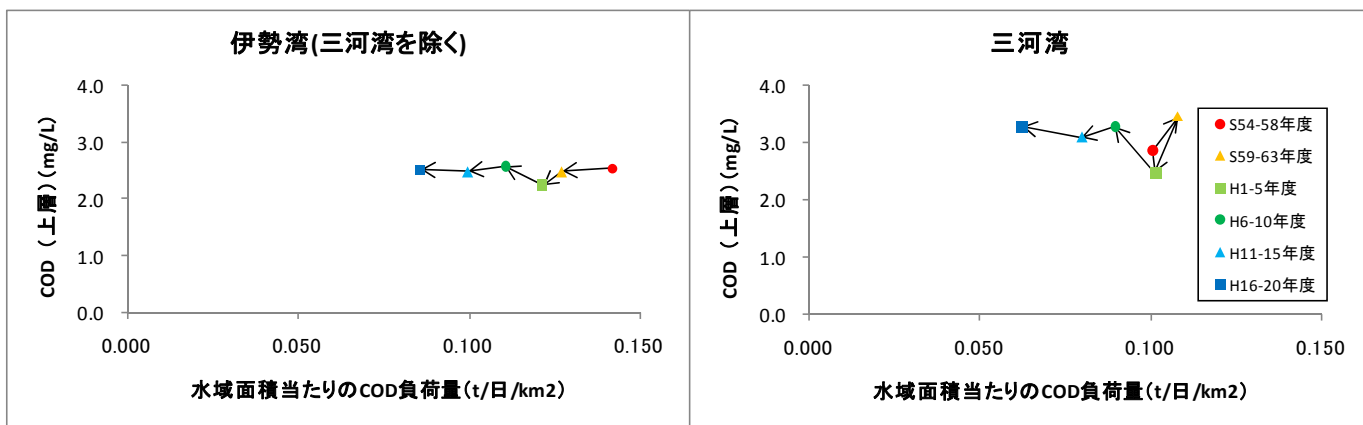 伊勢湾(三河湾を除く)
COD (上層)(mg/L)
4.0
3.0
2.0
1.0
0.0
0.000 0.050 0.100 0.150
水域面積当たりのCOD負荷量(t/日/km2)
三河湾
COD (上層)(mg/L)
4.0
3.0
2.0
1.0
0.0
0.000 0.050 0.100 0.150
水域面積当たりのCOD負荷量(t/日/km2)
S54-58年度
S59-63年度
H1-5年度
H6-10年度
H11-15年度
H16-20年度